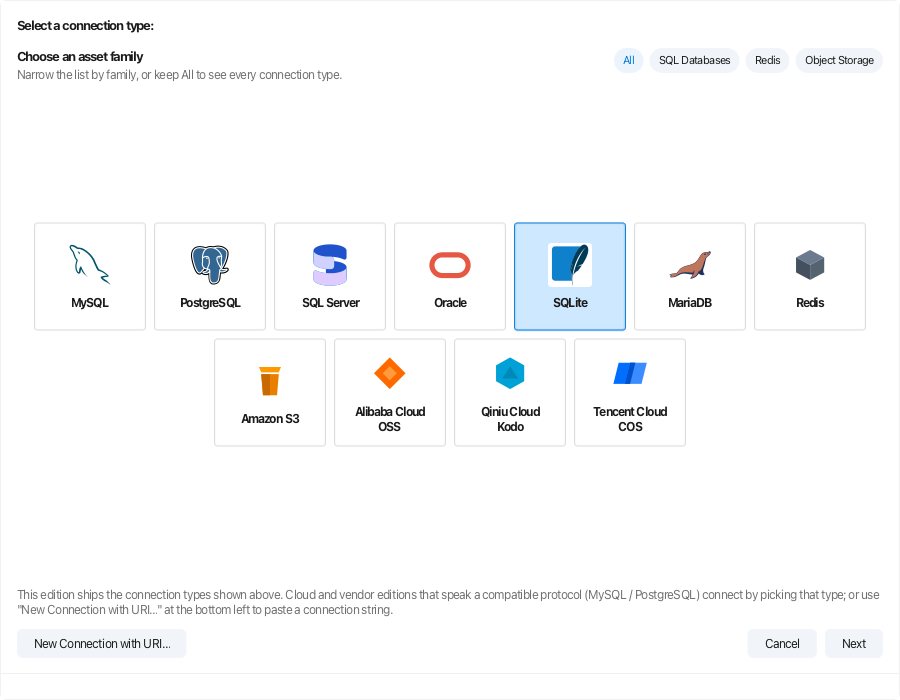 Select a connection type:
Choose an asset family
Narrow the list by family, or keep All to see every connection type.
All
SQL Databases
Redis
Object Storage
MySQL
PostgreSQL
SQL Server
Oracle
SQLite
MariaDB
Redis
Amazon S3
Alibaba Cloud
OSS
Qiniu Cloud
Kodo
Tencent Cloud
COS
This edition ships the connection types shown above. Cloud and vendor editions that speak a compatible protocol (MySQL / PostgreSQL) connect by picking that type; or use
"New Connection with URI..." at the bottom left to paste a connection string.
New Connection with URI...
Cancel
Next